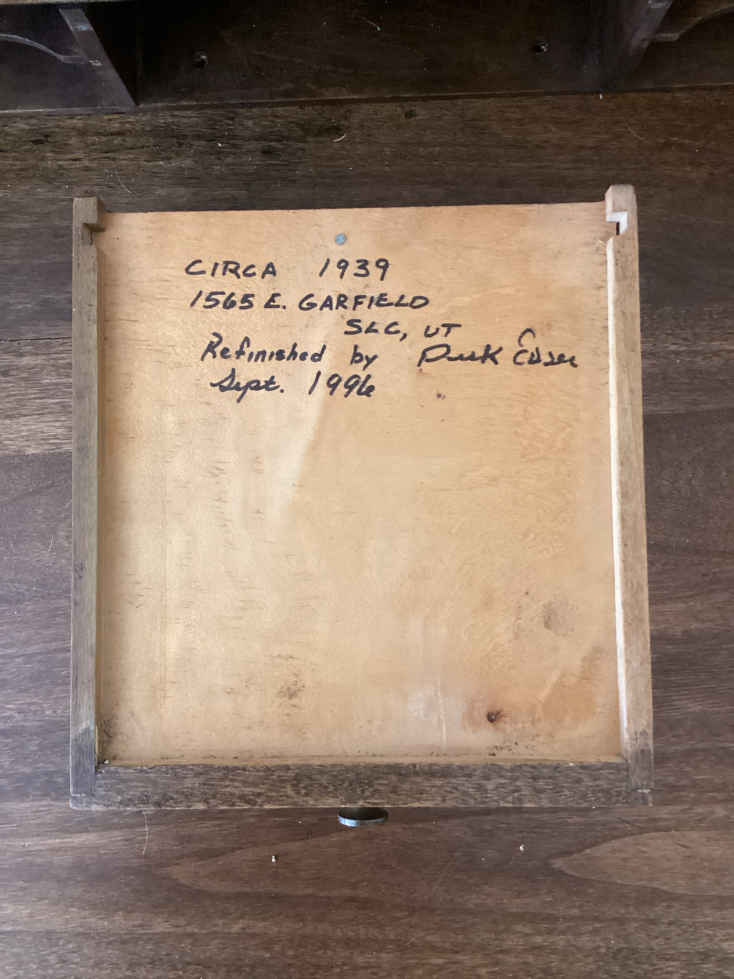 CIRCA 1939
1565 E. GARFIELD
SLC, UT
Refinished by
Sept. 1996